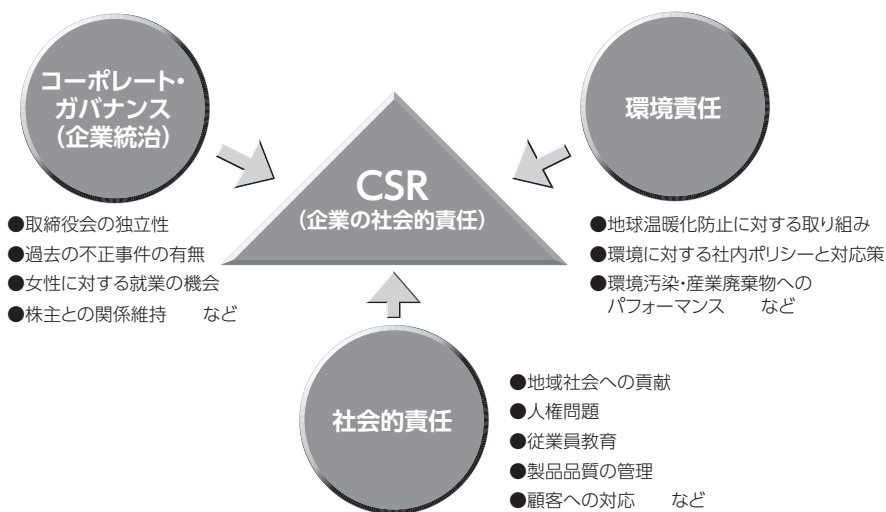 コーポレート・
ガバナンス
（企業統治）
●取締役会の独立性
●過去の不正事件の有無
●女性に対する就業の機会
●株主との関係維持　など
CSR
（企業の社会的責任）
環境責任
●地球温暖化防止に対する取り組み
●環境に対する社内ポリシーと対応策
●環境汚染・産業廃棄物への
パフォーマンス　など
社会的責任
●地域社会への貢献
●人権問題
●従業員教育
●製品品質の管理
●顧客への対応　など